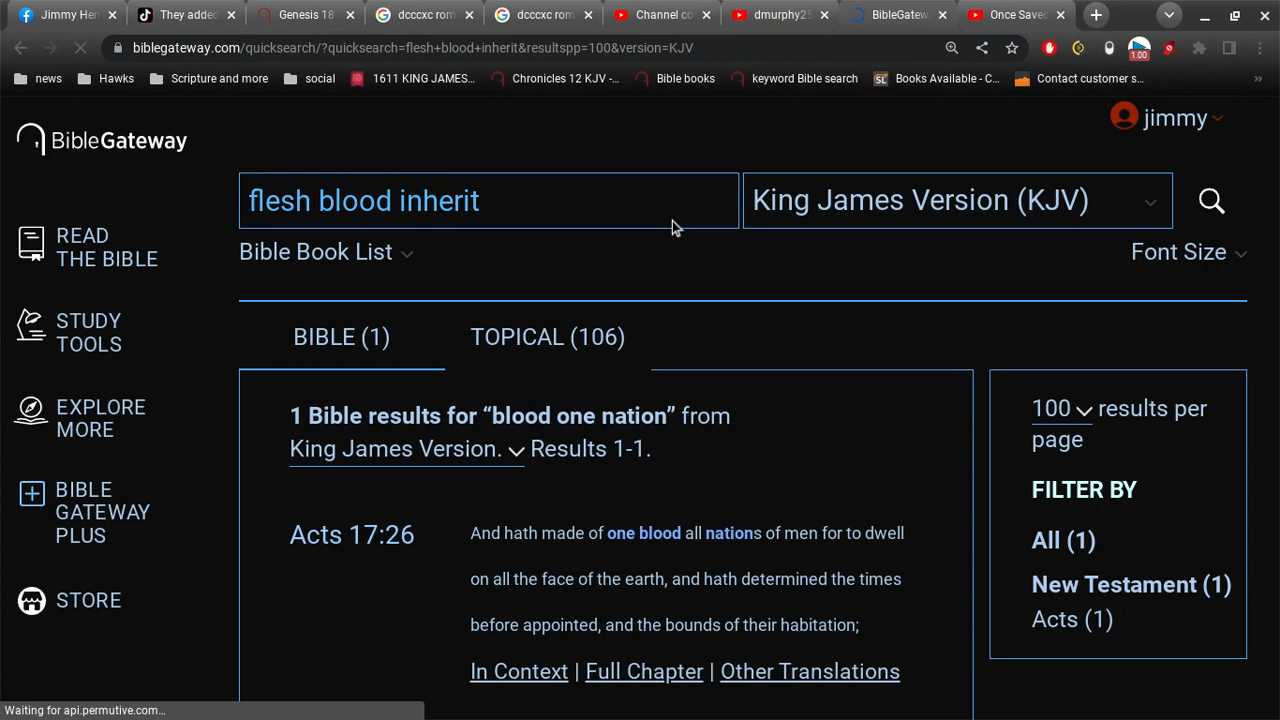 Jimmy Hen
They added
Genesis 18
dcccxc rom
dcccxc rom
Channel co
dmurphy25
BibleGatew
Once Saved
biblegateway.com/quicksearch/?quicksearch=flesh+blood+inherit&resultspp=100&version=KJV
1.00
news
Hawks
Scripture and more
social
1611 KING JAMES...
Chronicles 12 KJV -...
Bible books
keyword Bible search
SL
Books Available - C...
Contact customer s...
»
jimmy
BibleGateway
flesh blood inherit
King James Version (KJV)
Bible Book List
Font Size
READ
THE BIBLE
STUDY
TOOLS
EXPLORE
MORE
BIBLE
GATEWAY
PLUS
STORE
BIBLE (1)
TOPICAL (106)
1 Bible results for “blood one nation” from
King James Version. Results 1-1.
Acts 17:26
And hath made of one blood all nations of men for to dwell
on all the face of the earth, and hath determined the times
before appointed, and the bounds of their habitation;
In Context | Full Chapter | Other Translations
100 results per
page
FILTER BY
All (1)
New Testament (1)
Acts (1)
Waiting for api.permutive.com...